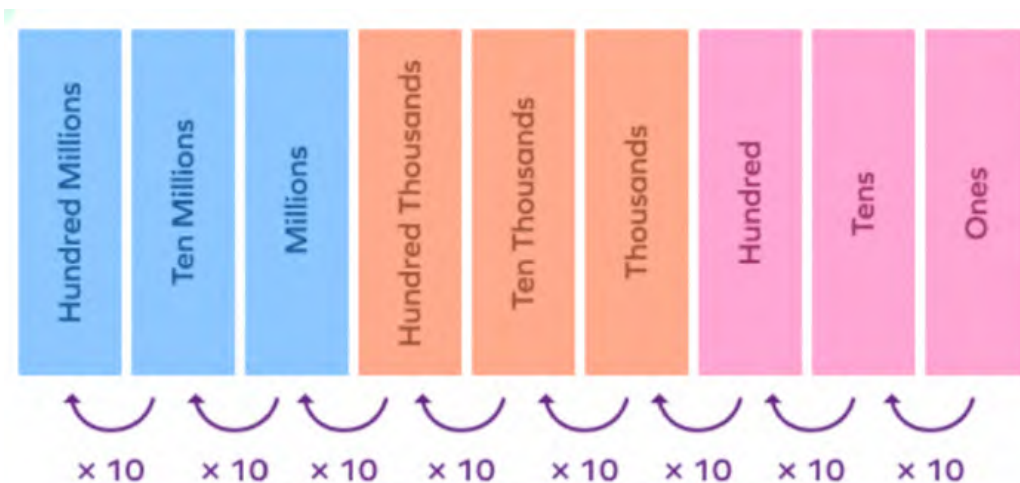 Hundred Millions
Ten Millions
Millions
Hundred Thousands
Ten Thousands
Thousands
Hundred
Tens
Ones
× 10 × 10 × 10 × 10 × 10 × 10 × 10 × 10